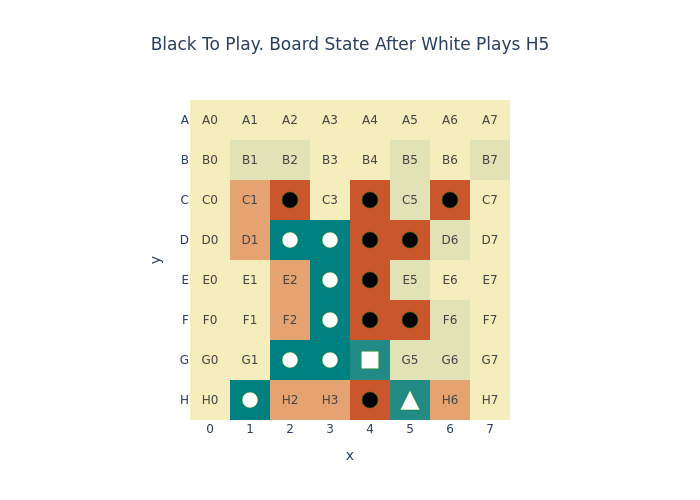 Black To Play. Board State After White Plays H5
A A0 A1 A2 A3 A4 A5 A6 A7
B B0 B1 B2 B3 B4 B5 B6 B7
C C0 C1 C3 C5 C7
D D0 D1 D6 D7
E E0 E1 E2 E5 E6 E7
F F0 F1 F2 F6 F7
G G0 G1 G5 G6 G7
H H0 H2 H3 H6 H7
0 1 2 3 4 5 6 7
x
y